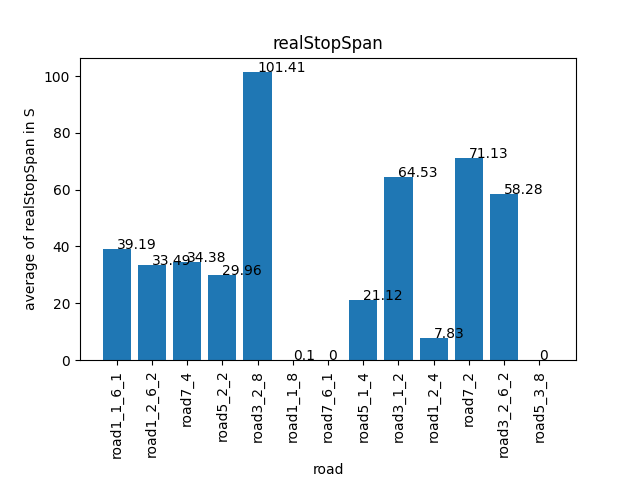 realStopSpan
average of realStopSpan in S
100
80
60
40
20
0
39.19
33.49
34.38
29.96
101.41
0.1
0
21.12
64.53
7.83
71.13
58.28
0
road1_1_6_1
road1_2_6_2
road7_4
road5_2_2
road3_2_8
road1_1_8
road7_6_1
road5_1_4
road3_1_2
road1_2_4
road7_2
road3_2_6_2
road5_3_8
road